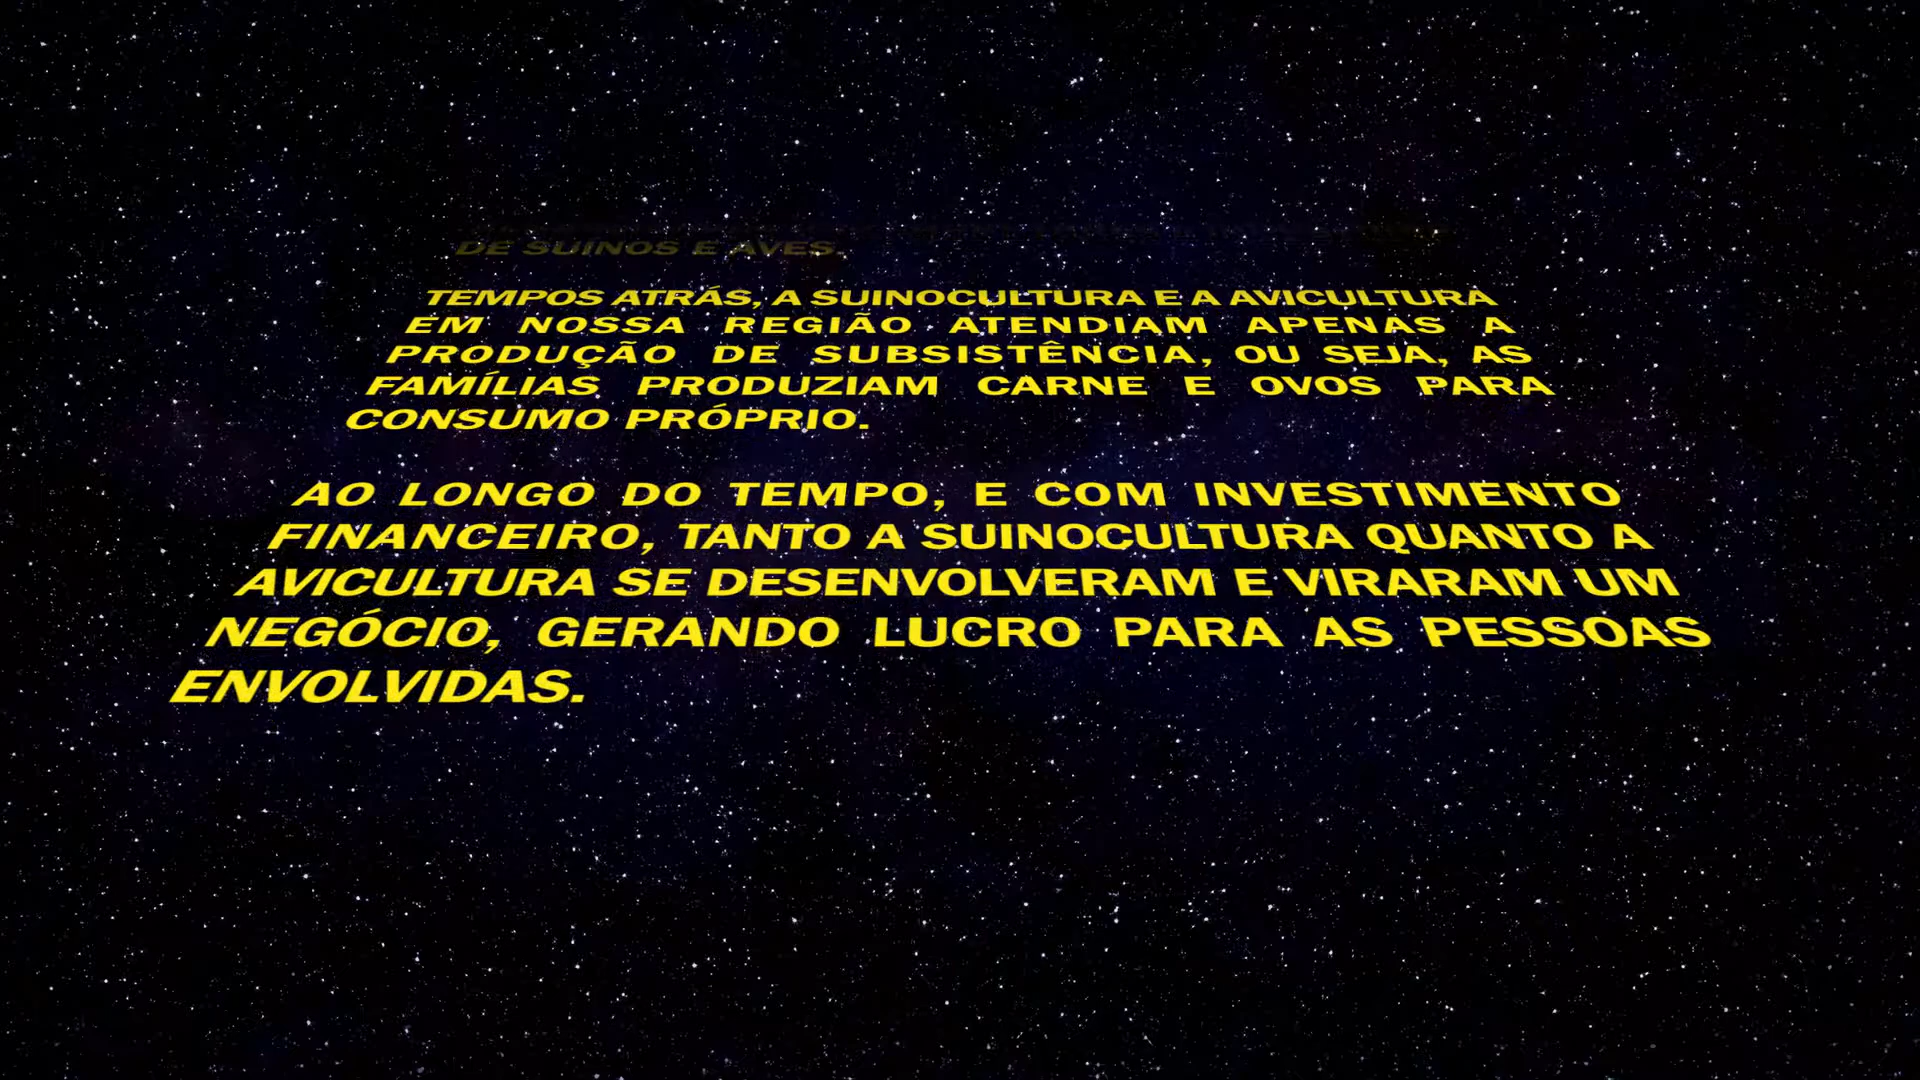 DE SUINOS E AVES.
TEMPOS ATRÁS, A SUINOCULTURA E A AVICULTURA
EM NOSSA REGIÃO ATENDIAM APENAS A
PRODUÇÃO DE SUBSISTÊNCIA, OU SEJA, AS
FAMÍLIAS PRODUZIAM CARNE E OVOS PARA
CONSUMO PRÓPRIO.
AO LONGO DO TEMPO, E COM INVESTIMENTO
FINANCEIRO, TANTO A SUINOCULTURA QUANTO A
AVICULTURA SE DESENVOLVERAM E VIRARAM UM
NEGÓCIO, GERANDO LUCRO PARA AS PESSOAS
ENVOLVIDAS.